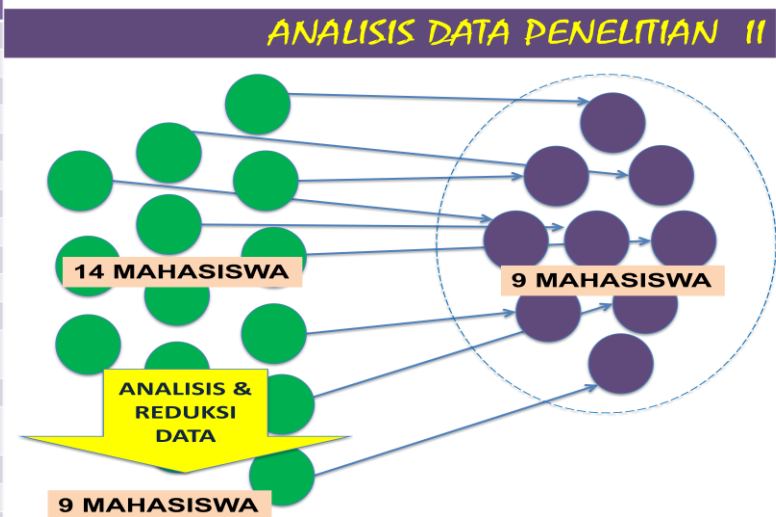 ANALISIS DATA PENELITIAN II
14 MAHASISWA
9 MAHASISWA
ANALISIS &
REDUKSI
DATA
9 MAHASISWA